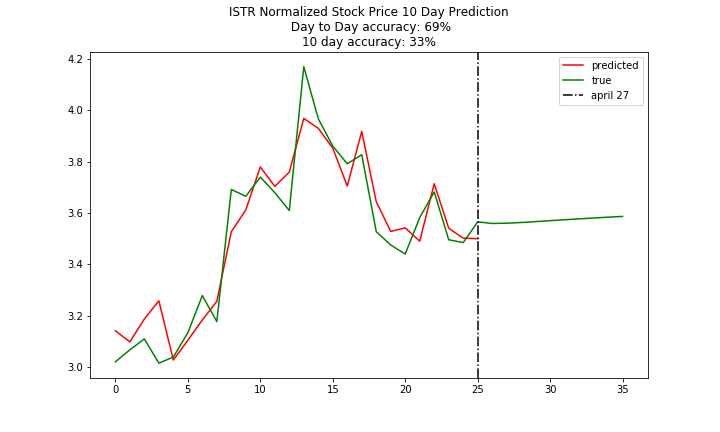 ISTR Normalized Stock Price 10 Day Prediction
Day to Day accuracy: 69%
10 day accuracy: 33%
predicted
true
april 27
4.2
4.0
3.8
3.6
3.4
3.2
3.0
0 5 10 15 20 25 30 35